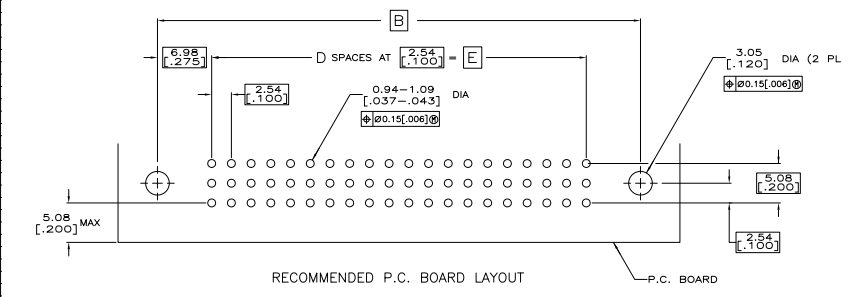 B
6.98
[.275]
D SPACES AT 2.54 [.100] = E
3.05
[.120] DIA (2 PL
⌖ Ø0.15[.006]Ⓜ
2.54
[.100]
0.94-1.09
[.037-.043] DIA
⌖ Ø0.15[.006]Ⓜ
5.08
[.200]
5.08
[.200] MAX
2.54
[.100]
RECOMMENDED P.C. BOARD LAYOUT
P.C. BOARD